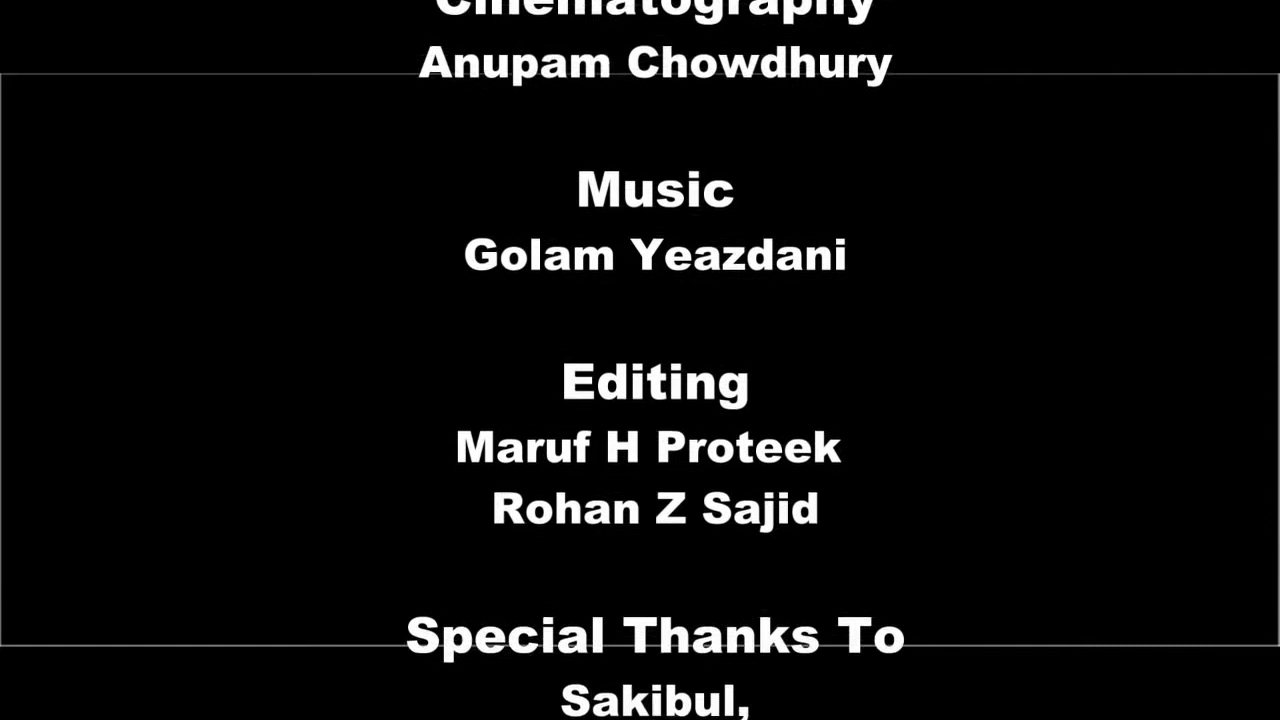 Cinematography
Anupam Chowdhury
Music
Golam Yeazdani
Editing
Maruf H Proteek
Rohan Z Sajid
Special Thanks To
Sakibul,